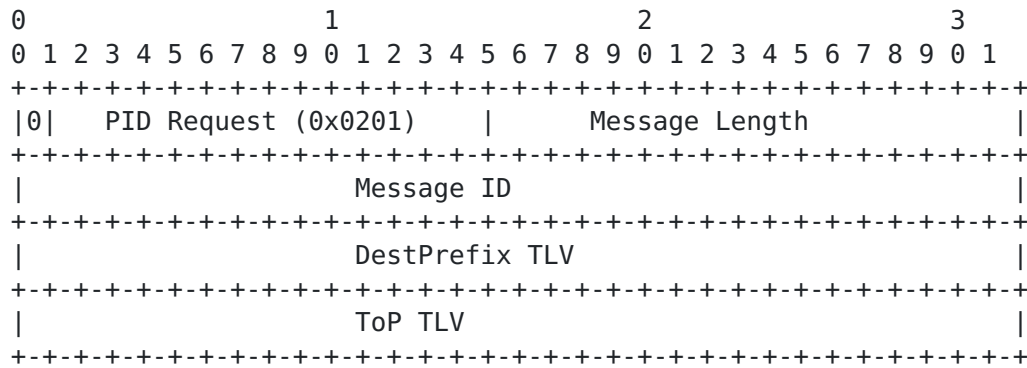 0                   1                   2                   3
0 1 2 3 4 5 6 7 8 9 0 1 2 3 4 5 6 7 8 9 0 1 2 3 4 5 6 7 8 9 0 1
+-+-+-+-+-+-+-+-+-+-+-+-+-+-+-+-+-+-+-+-+-+-+-+-+-+-+-+-+-+-+-+-+
|0|   PID Request (0x0201)    |      Message Length             |
+-+-+-+-+-+-+-+-+-+-+-+-+-+-+-+-+-+-+-+-+-+-+-+-+-+-+-+-+-+-+-+-+
|                     Message ID                                |
+-+-+-+-+-+-+-+-+-+-+-+-+-+-+-+-+-+-+-+-+-+-+-+-+-+-+-+-+-+-+-+-+
|                     DestPrefix TLV                            |
+-+-+-+-+-+-+-+-+-+-+-+-+-+-+-+-+-+-+-+-+-+-+-+-+-+-+-+-+-+-+-+-+
|                     ToP TLV                                   |
+-+-+-+-+-+-+-+-+-+-+-+-+-+-+-+-+-+-+-+-+-+-+-+-+-+-+-+-+-+-+-+-+